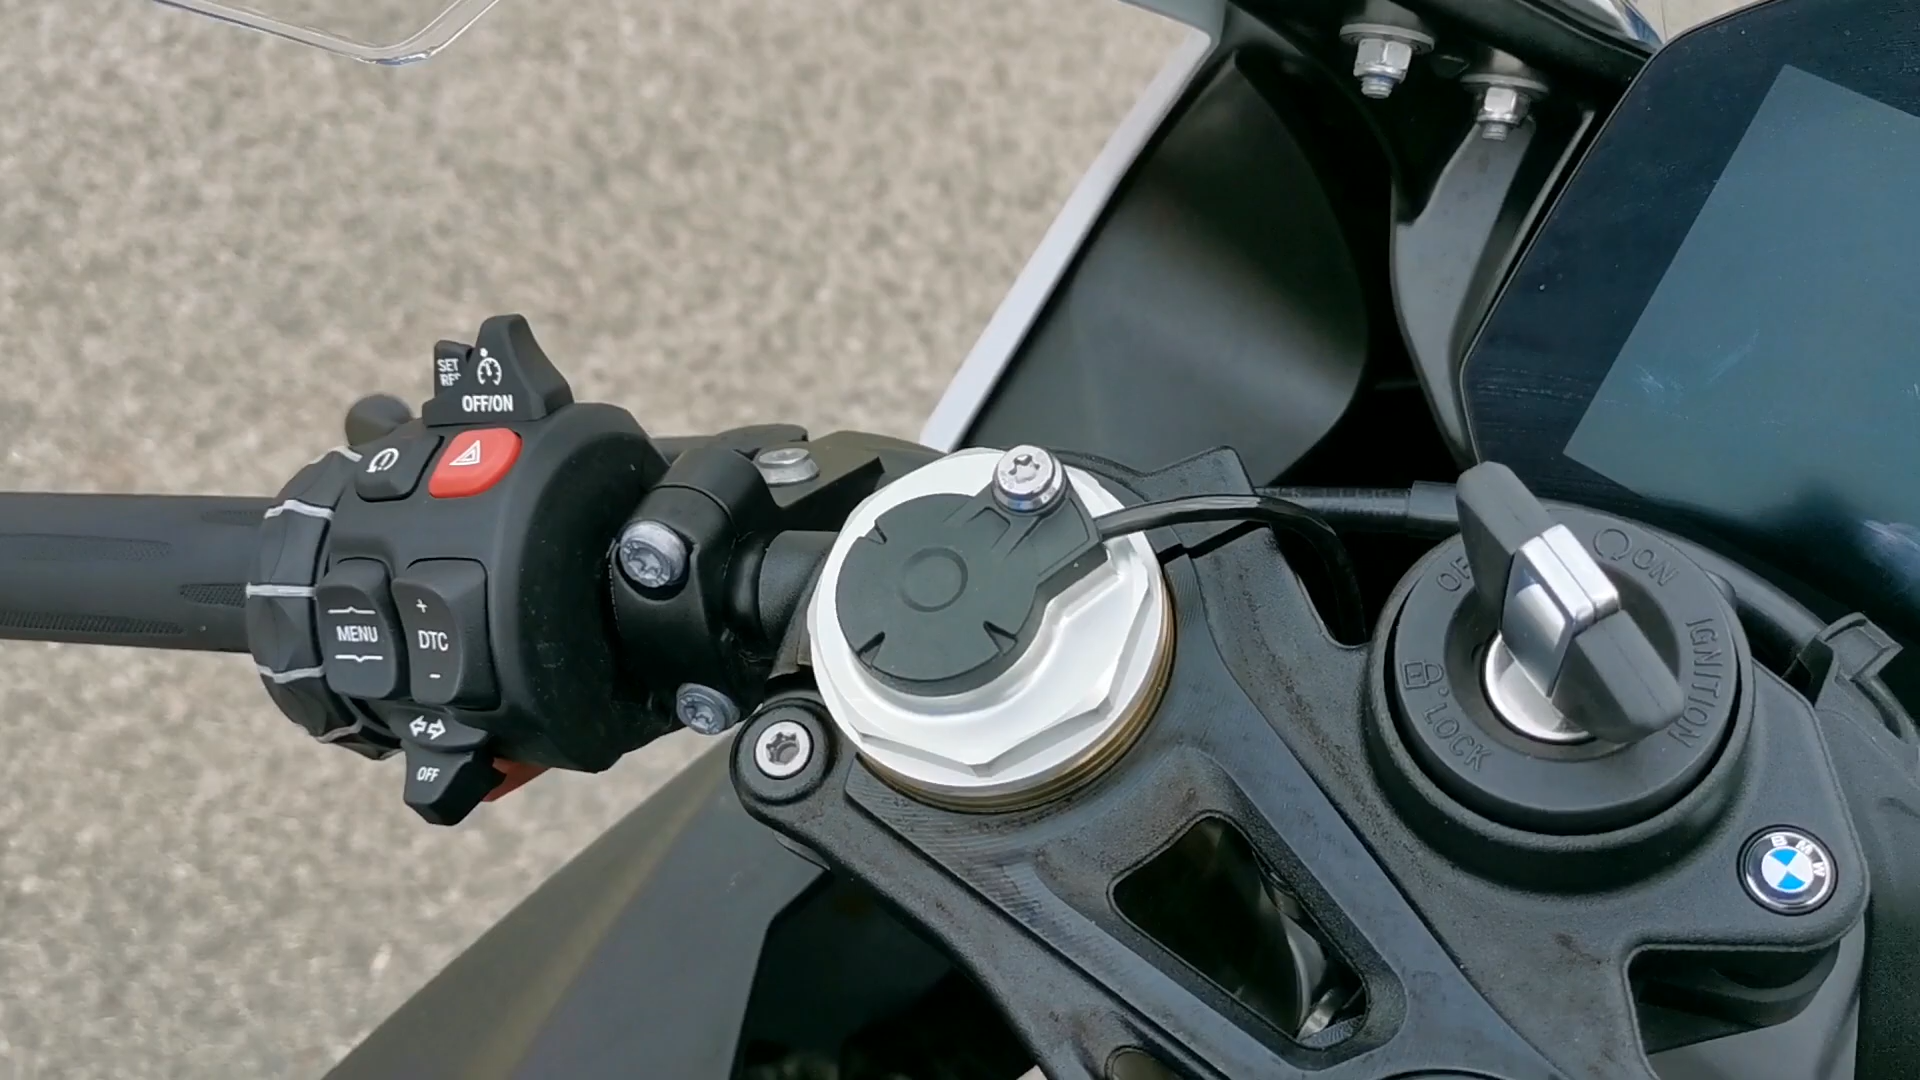 SET
OFF/ON
MENU
+
DTC
-
OFF
ON
IGNITION
LOCK
BMW